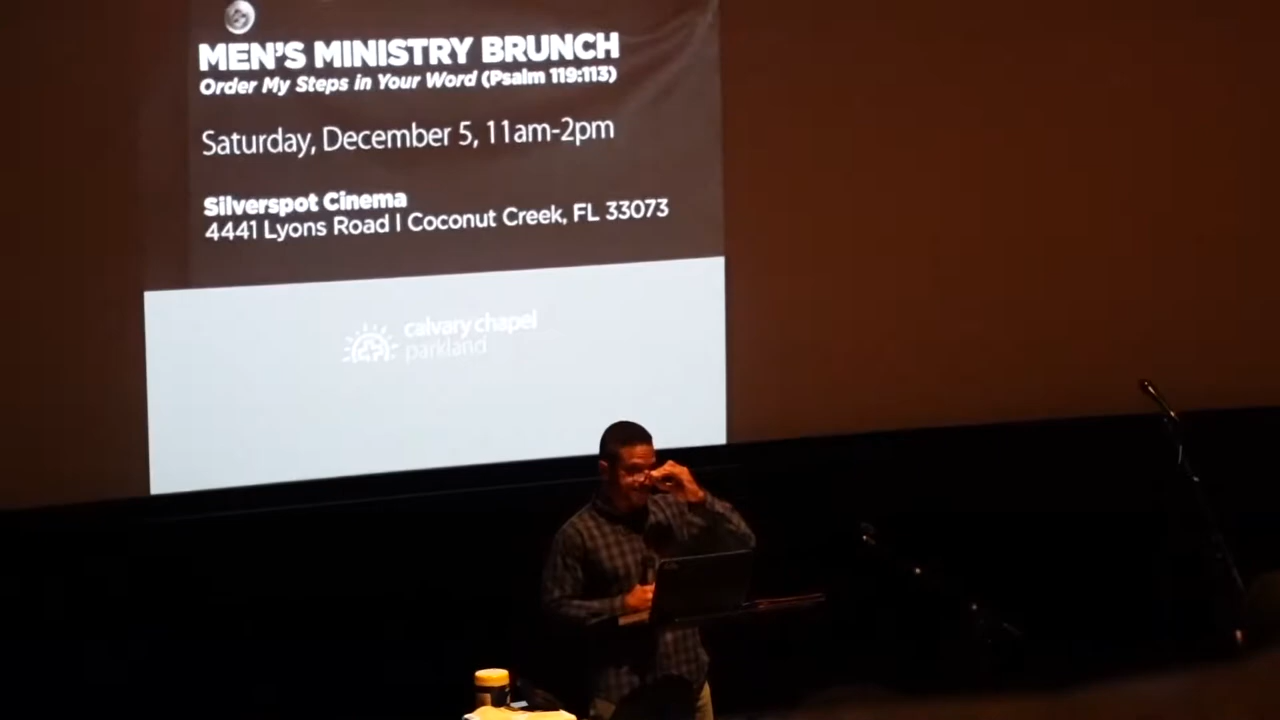 MEN'S MINISTRY BRUNCH
Order My Steps in Your Word (Psalm 119:113)
Saturday, December 5, 11am-2pm
Silverspot Cinema
4441 Lyons Road | Coconut Creek, FL 33073
calvary chapel
parkland